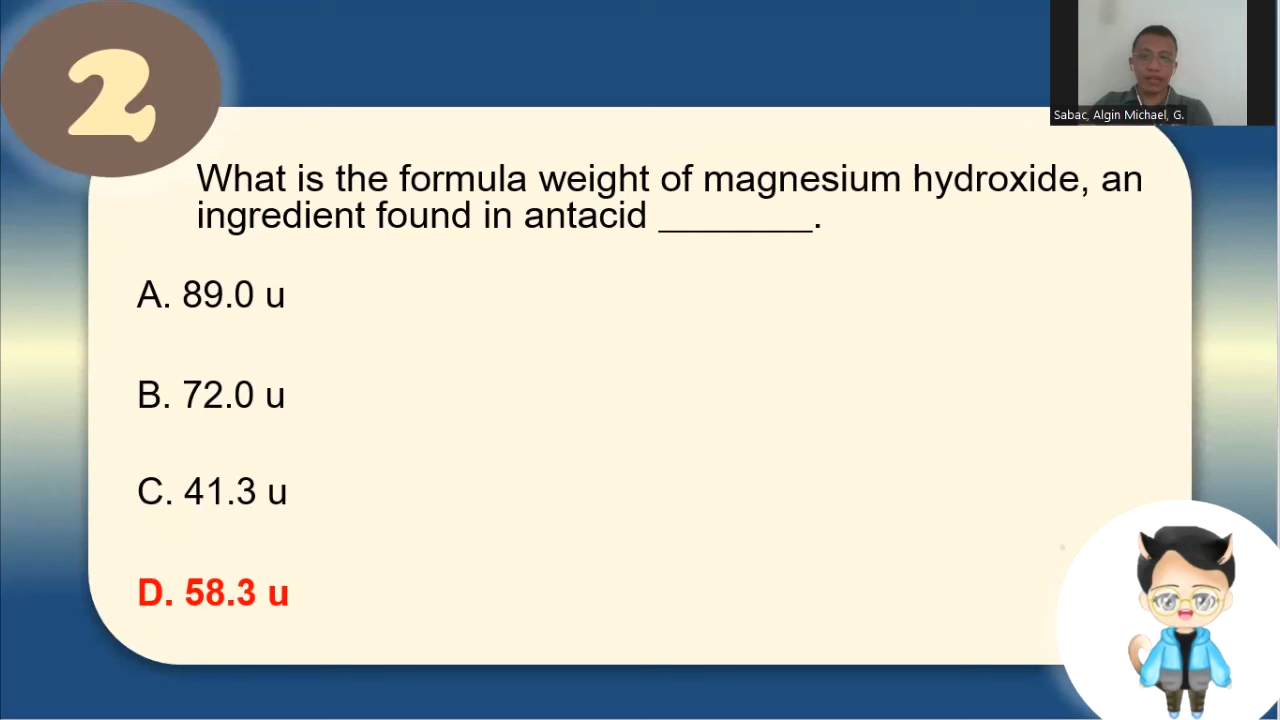 2
Sabac, Algin Michael, G.
What is the formula weight of magnesium hydroxide, an
ingredient found in antacid ________.
A. 89.0 u
B. 72.0 u
C. 41.3 u
D. 58.3 u